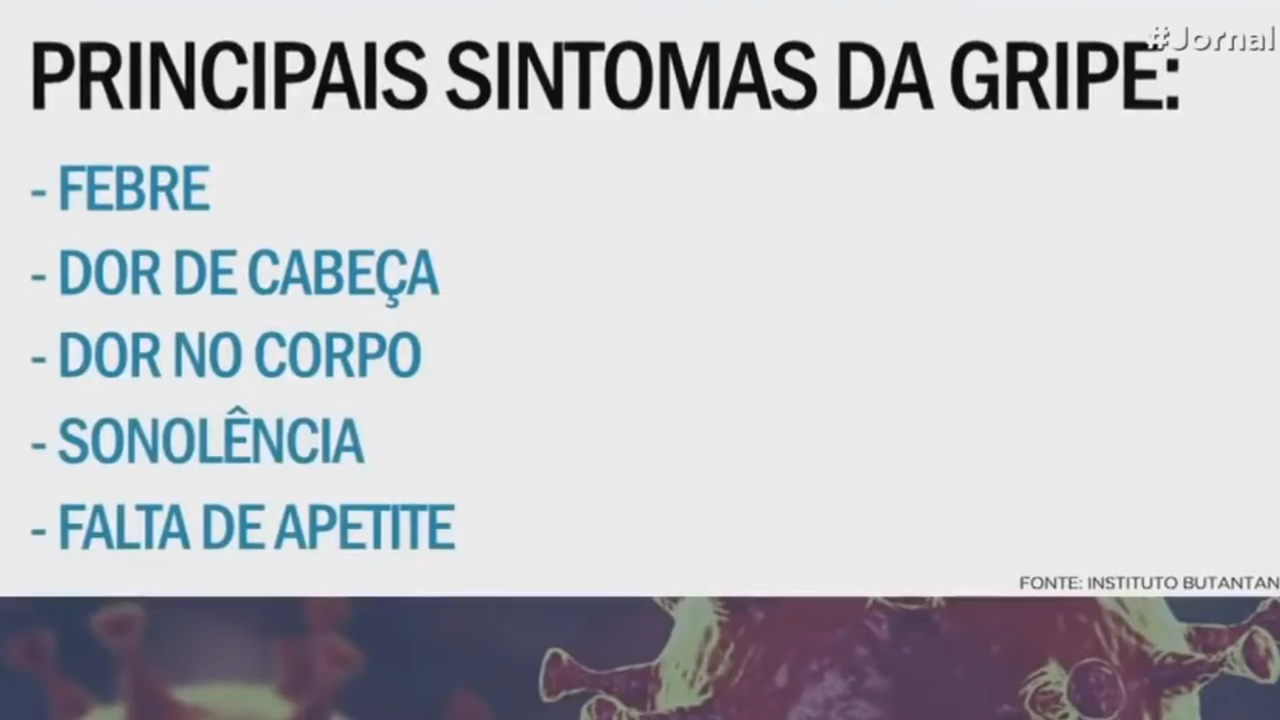 #Jornal
PRINCIPAIS SINTOMAS DA GRIPE:
- FEBRE
- DOR DE CABEÇA
- DOR NO CORPO
- SONOLÊNCIA
- FALTA DE APETITE
FONTE: INSTITUTO BUTANTAN